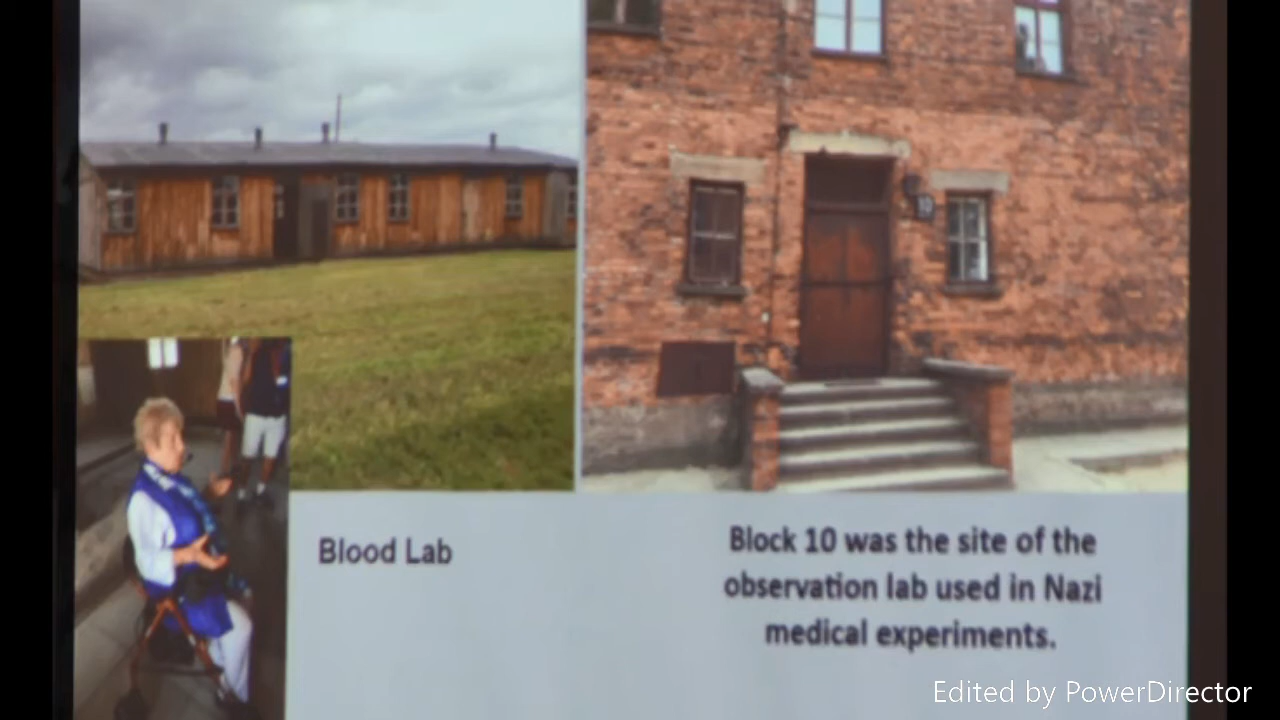 10
Blood Lab
Block 10 was the site of the
observation lab used in Nazi
medical experiments.
Edited by PowerDirector